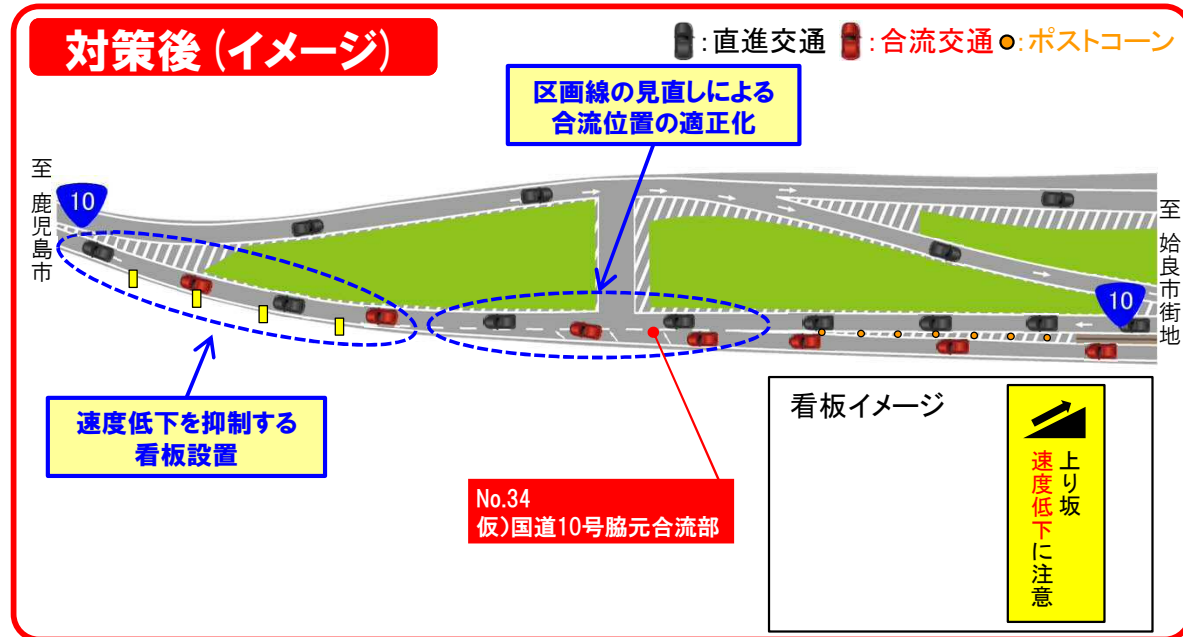 対策後(イメージ)
:直進交通 :合流交通 :ポストコーン
区画線の見直しによる
合流位置の適正化
至 鹿児島市
10
至 姶良市街地
10
速度低下を抑制する
看板設置
No.34
仮)国道10号脇元合流部
看板イメージ
上り坂
速度低下に注意